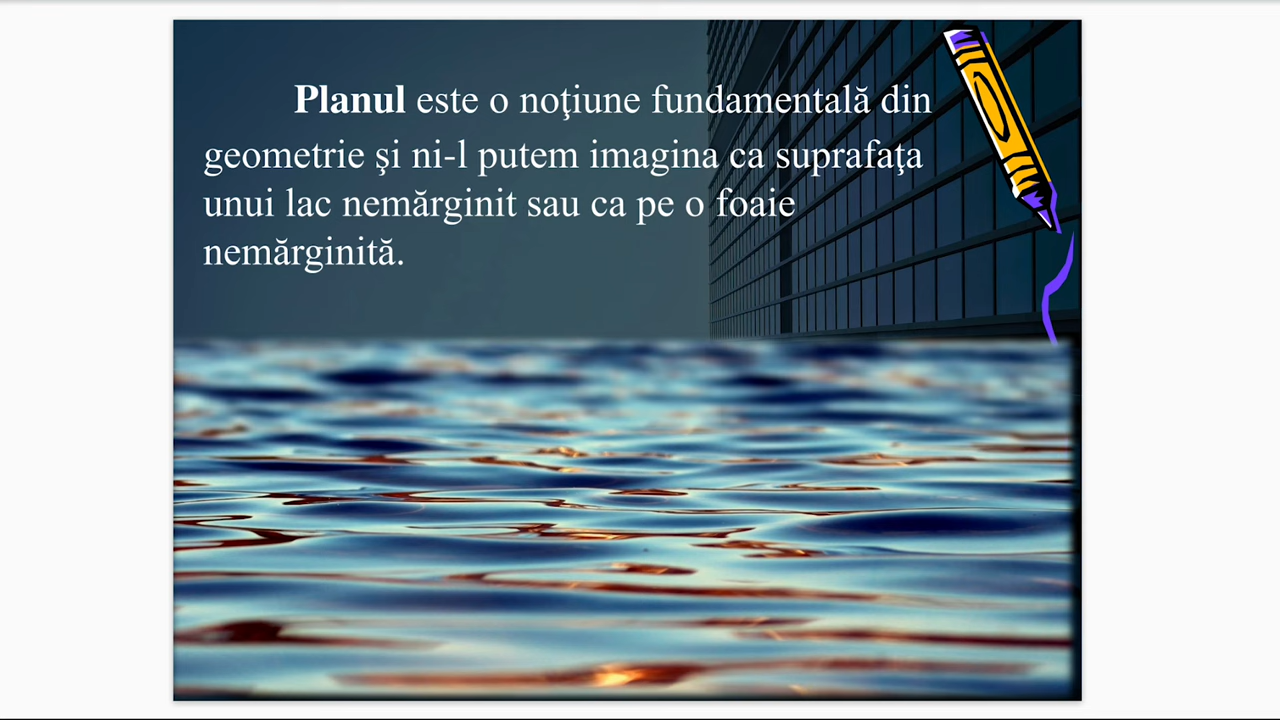 Planul este o noţiune fundamentală din
geometrie şi ni-l putem imagina ca suprafaţa
unui lac nemărginit sau ca pe o foaie
nemărginită.